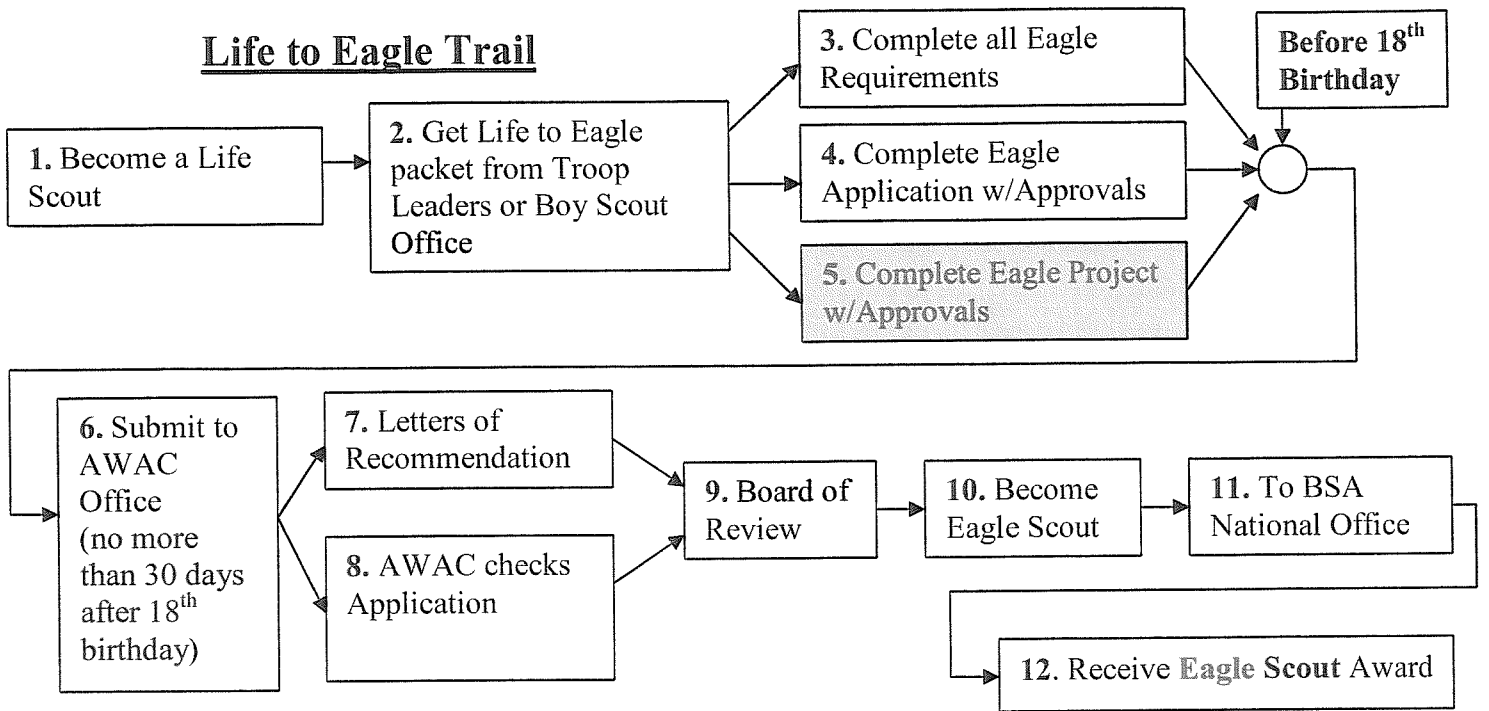 Life to Eagle Trail
1. Become a Life
Scout
2. Get Life to Eagle
packet from Troop
Leaders or Boy Scout
Office
3. Complete all Eagle
Requirements
4. Complete Eagle
Application w/Approvals
5. Complete Eagle Project
w/Approvals
Before 18th
Birthday
6. Submit to
AWAC
Office
(no more
than 30 days
after 18th
birthday)
7. Letters of
Recommendation
8. AWAC checks
Application
9. Board of
Review
10. Become
Eagle Scout
11. To BSA
National Office
12. Receive Eagle Scout Award